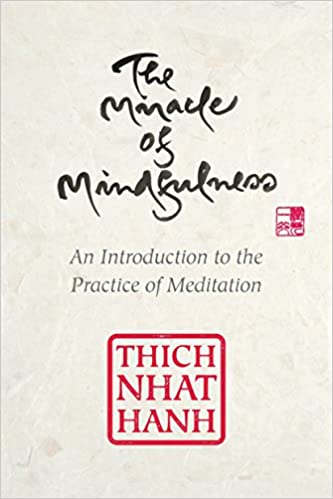 The
Miracle
of
Mindfulness
An Introduction to the
Practice of Meditation
THICH
NHAT
HANH